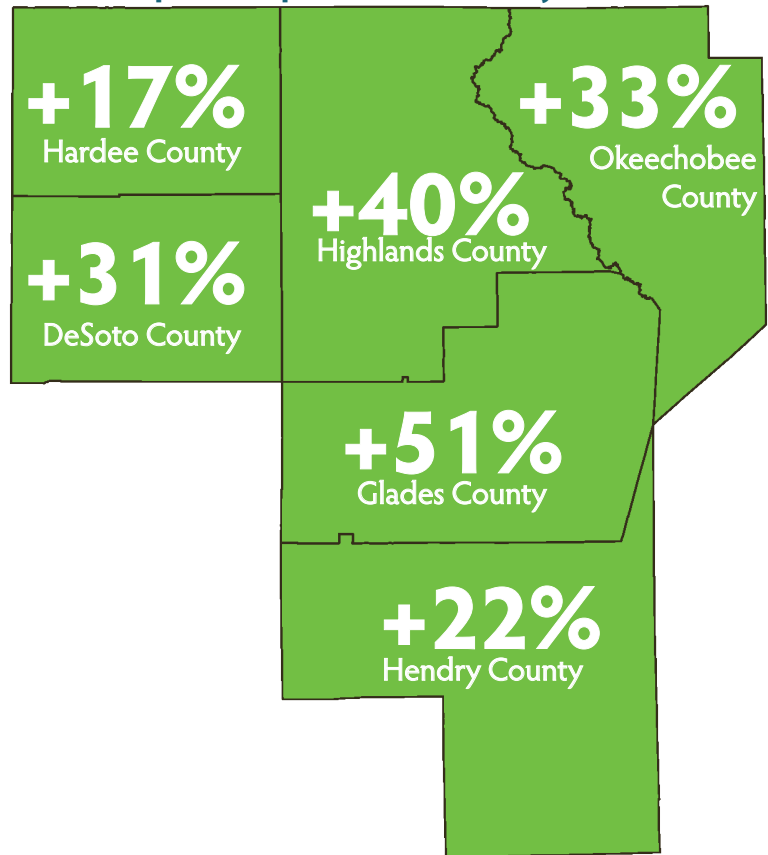 +17%
Hardee County
+33%
Okeechobee
County
+40%
Highlands County
+31%
DeSoto County
+51%
Glades County
+22%
Hendry County